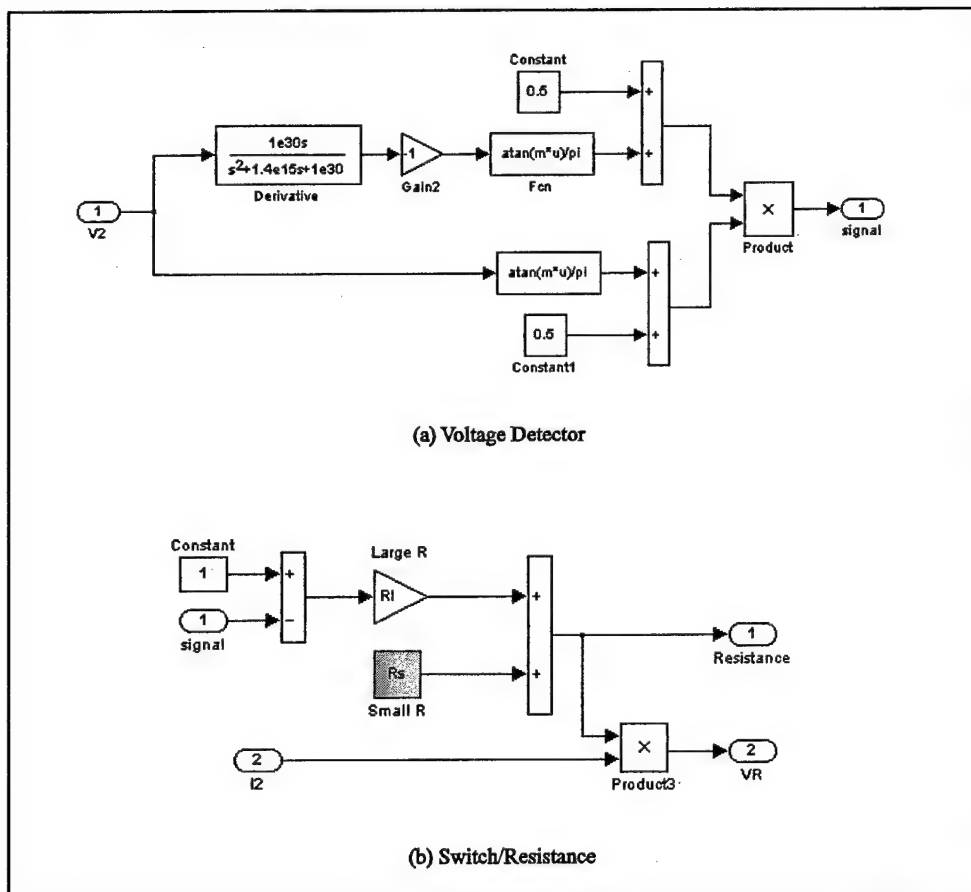 Constant
0.5
+
1e30s
s²+1.4e15s+1e30
Derivative
-1
Gain2
atan(m*u)/pi
Fcn
+
1
V2
×
Product
1
signal
atan(m*u)/pi
+
0.5
Constant1
+
(a) Voltage Detector
Constant
1
+
1
signal
−
Large R
Rl
+
Rs
Small R
+
1
Resistance
2
I2
×
Product3
2
VR
(b) Switch/Resistance